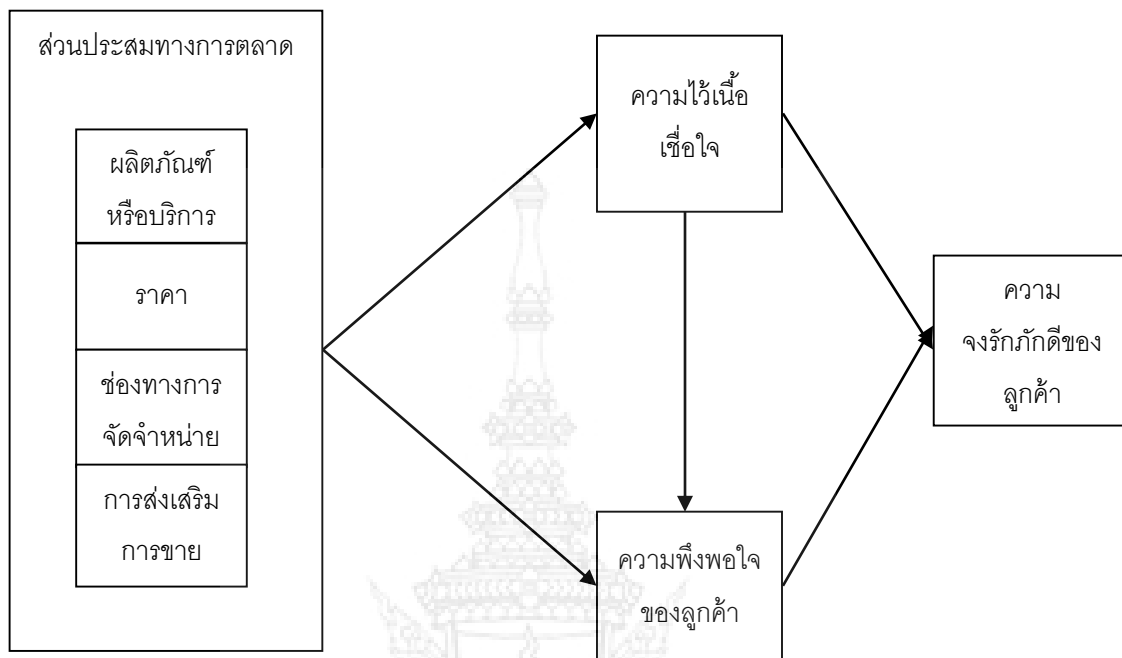 ส่วนประสมทางการตลาด
ผลิตภัณฑ์
หรือบริการ
ราคา
ช่องทางการ
จัดจำหน่าย
การส่งเสริม
การขาย
ความไว้เนื้อ
เชื่อใจ
ความพึงพอใจ
ของลูกค้า
ความ
จงรักภักดีของ
ลูกค้า